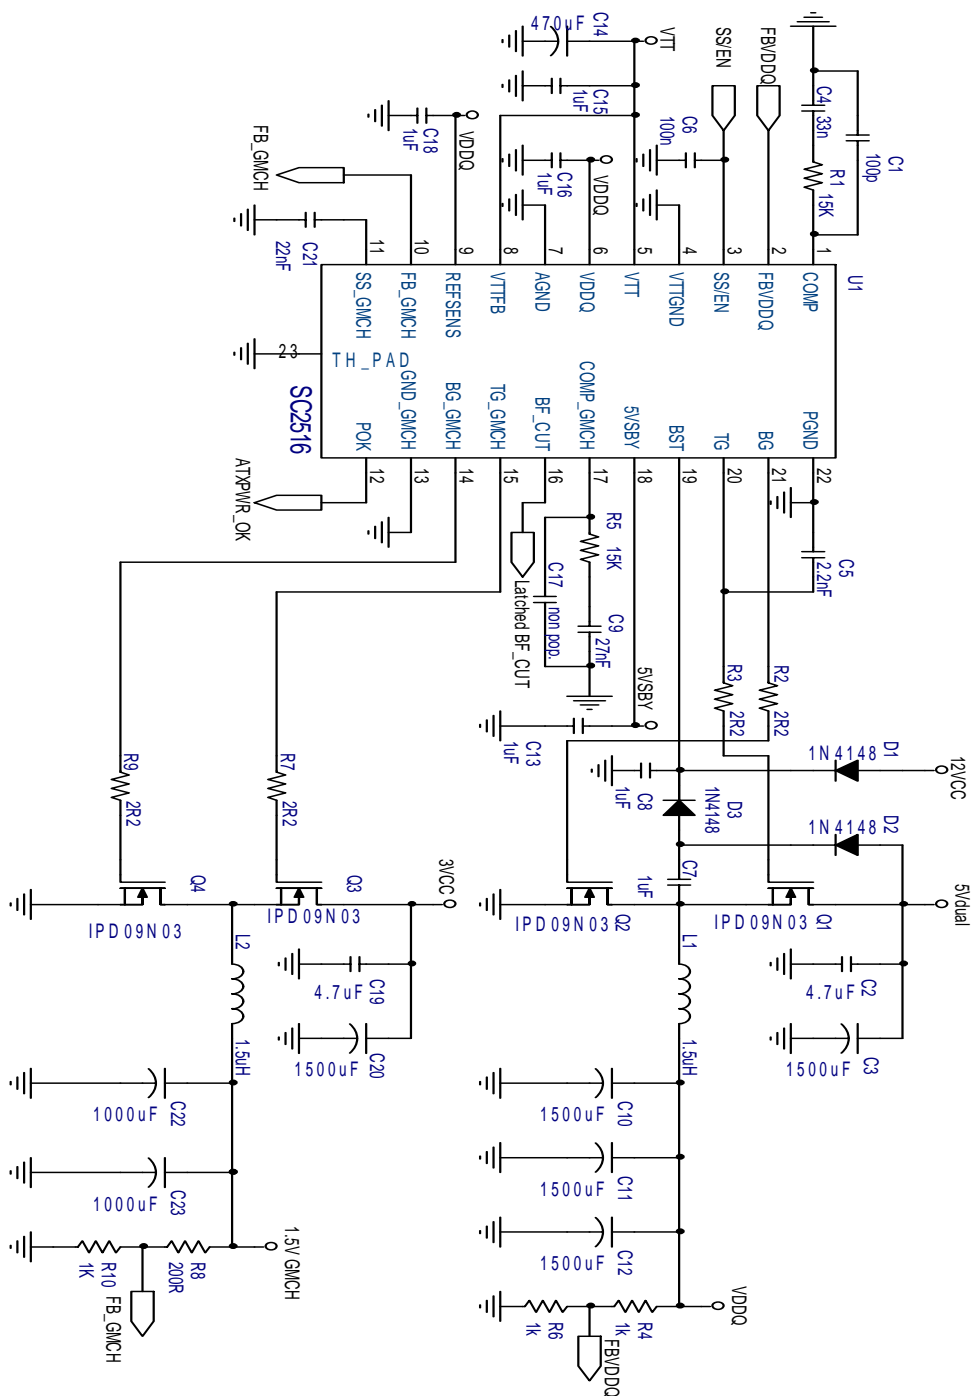 C1
100p
C4
33n
R1
15K
FBVDDQ
SS/EN
C6
100n
VTT
C14
470uF
C15
1uF
VDDQ
C16
1uF
VDDQ
C18
1uF
FB_GMCH
C21
22nF
U1
1
COMP
2
FBVDDQ
3
SS/EN
4
VTTGND
5
VTT
6
VDDQ
7
AGND
8
VTTFB
9
REFSENS
10
FB_GMCH
11
SS_GMCH
23
TH_PAD
SC2516
PGND
22
BG
21
TG
20
BST
19
5VSBY
18
COMP_GMCH
17
BF_CUT
16
TG_GMCH
15
BG_GMCH
14
GND_GMCH
13
POK
12
ATXPWR_OK
C5
2.2nF
R5
15K
C17
non pop.
C9
27nF
Latched BF_CUT
5VSBY
C13
1uF
R2
2R2
R3
2R2
D1
1N4148
12VCC
D2
1N4148
5Vdual
D3
1N4148
C8
1uF
C7
1uF
R7
2R2
R9
2R2
Q1
IPD09N03
Q2
IPD09N03
3VCC
Q3
IPD09N03
Q4
IPD09N03
C2
4.7uF
C3
1500uF
L1
1.5uH
C10
1500uF
C11
1500uF
C12
1500uF
VDDQ
R4
1k
R6
1k
FBVDDQ
C19
4.7uF
C20
1500uF
L2
1.5uH
C22
1000uF
C23
1000uF
1.5V GMCH
R8
200R
R10
1K
FB_GMCH